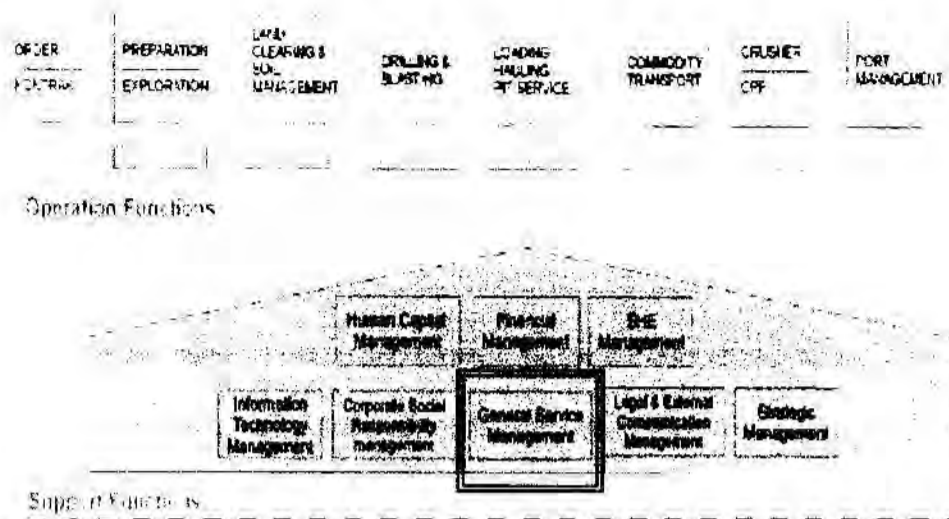 ORDER
KONTRAK
PREPARATION
EXPLORATION
LAND
CLEARING &
SOIL
MANAGEMENT
DRILLING &
BLASTING
LOADING
HAULING
PIT SERVICE
COMMODITY
TRANSPORT
CRUSHER
CPP
PORT
MANAGEMENT
Operation Functions
Human Capital
Management
Financial
Management
SHE
Management
Information
Technology
Management
Corporate Social
Responsibility
management
General Service
Management
Legal & External
Communication
Management
Strategic
Management
Support Functions